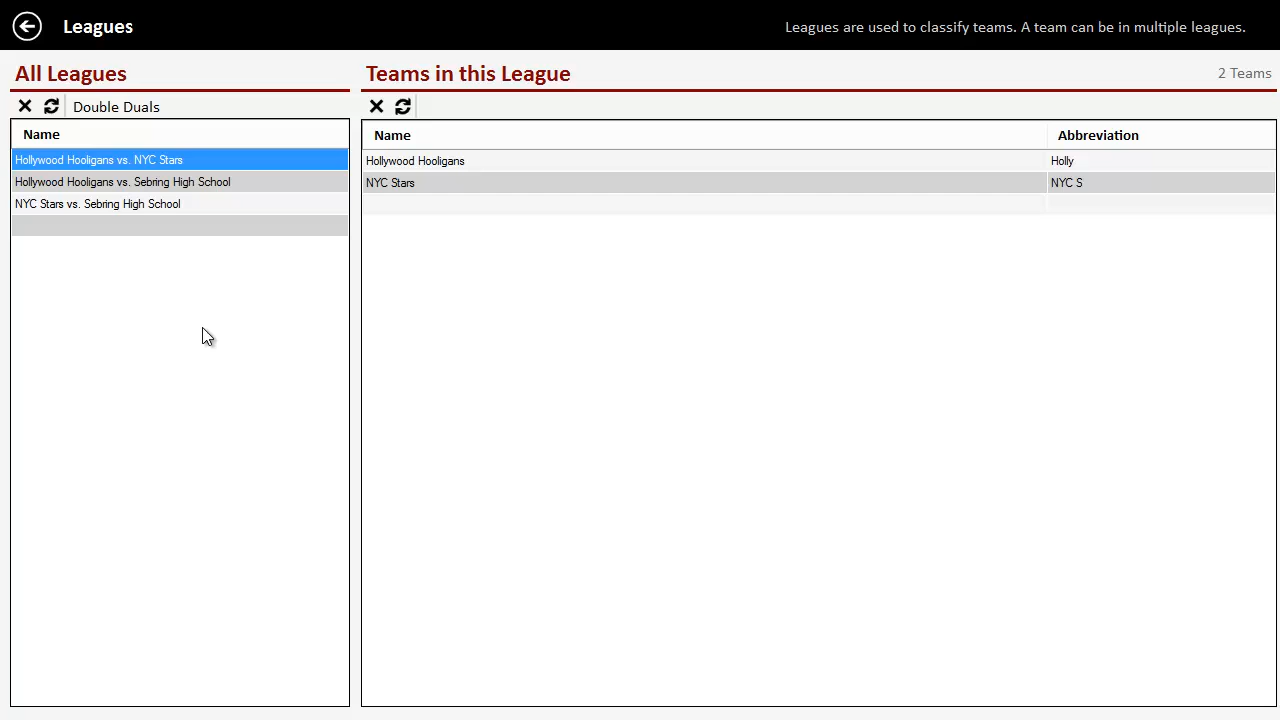 Leagues
Leagues are used to classify teams. A team can be in multiple leagues.
All Leagues
Double Duals
Name
Hollywood Hooligans vs. NYC Stars
Hollywood Hooligans vs. Sebring High School
NYC Stars vs. Sebring High School
Teams in this League
2 Teams
Name Abbreviation
Hollywood Hooligans Holly
NYC Stars NYC S